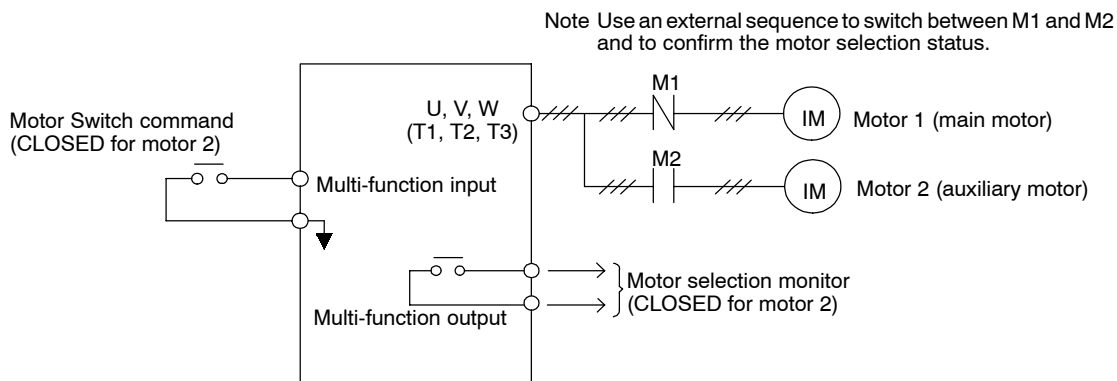 Note Use an external sequence to switch between M1 and M2
and to confirm the motor selection status.
M1
U, V, W
(T1, T2, T3)
IM
Motor 1 (main motor)
Motor Switch command
(CLOSED for motor 2)
M2
Multi-function input
IM
Motor 2 (auxiliary motor)
Motor selection monitor
(CLOSED for motor 2)
Multi-function output